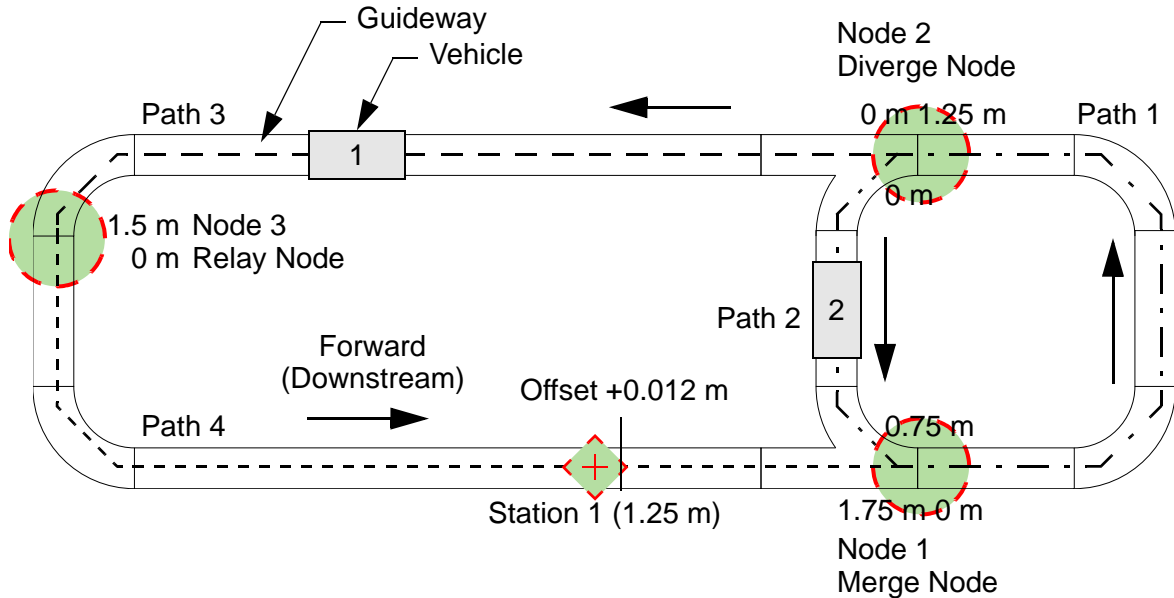 Guideway
Vehicle
Node 2
Diverge Node
Path 3
0 m 1.25 m
Path 1
1
0 m
1.5 m Node 3
0 m Relay Node
Path 2
2
Forward
(Downstream)
Offset +0.012 m
Path 4
0.75 m
Station 1 (1.25 m)
1.75 m 0 m
Node 1
Merge Node